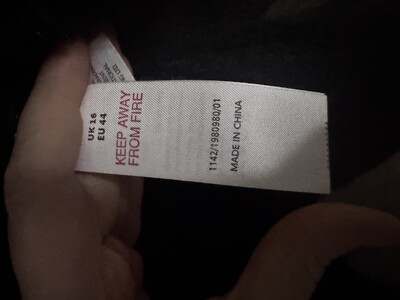 UK 16
EU 44
KEEP AWAY
FROM FIRE
1142/1980980/01
MADE IN CHINA